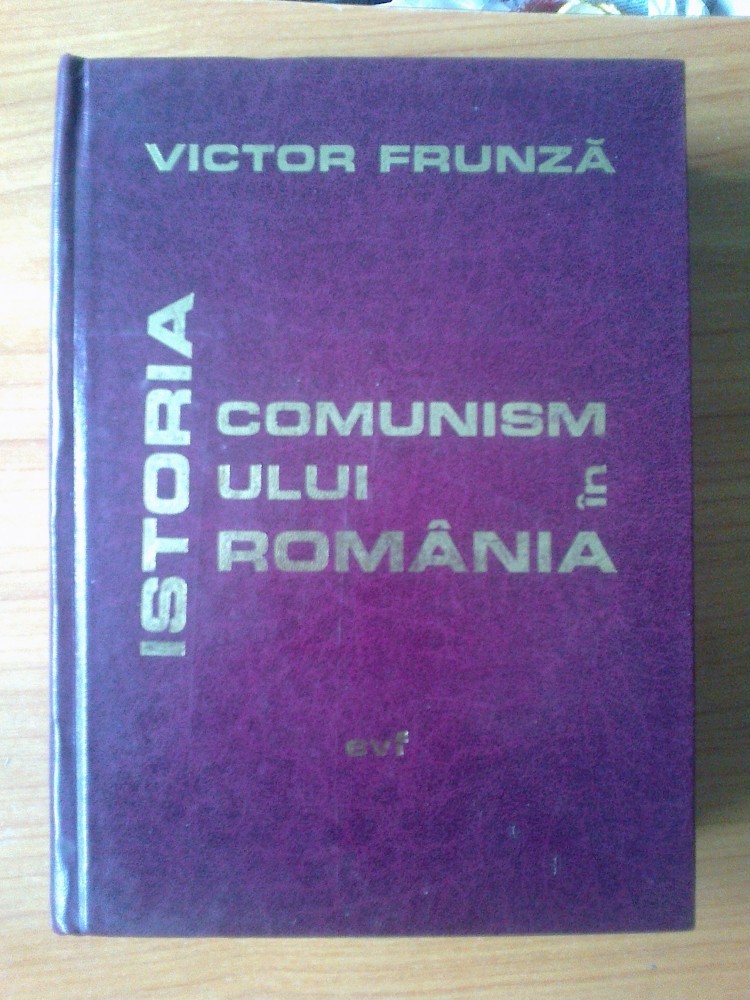 VICTOR FRUNZĂ
ISTORIA
COMUNISM
ULUI în
ROMÂNIA
evf